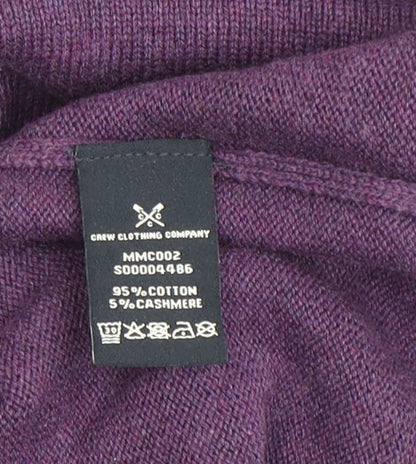 C C
C
CREW CLOTHING COMPANY
MMC002
S00004486
95% COTTON
5% CASHMERE
30